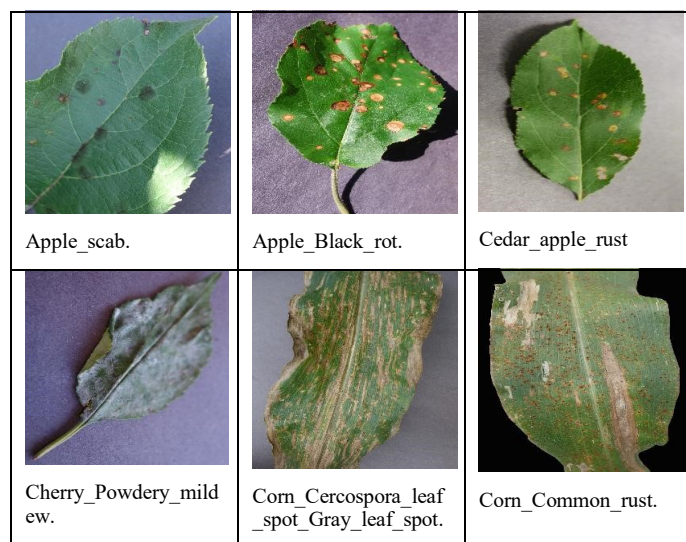 Apple_scab.
Apple_Black_rot.
Cedar_apple_rust
Cherry_Powdery_mild
ew.
Corn_Cercospora_leaf
_spot_Gray_leaf_spot.
Corn_Common_rust.